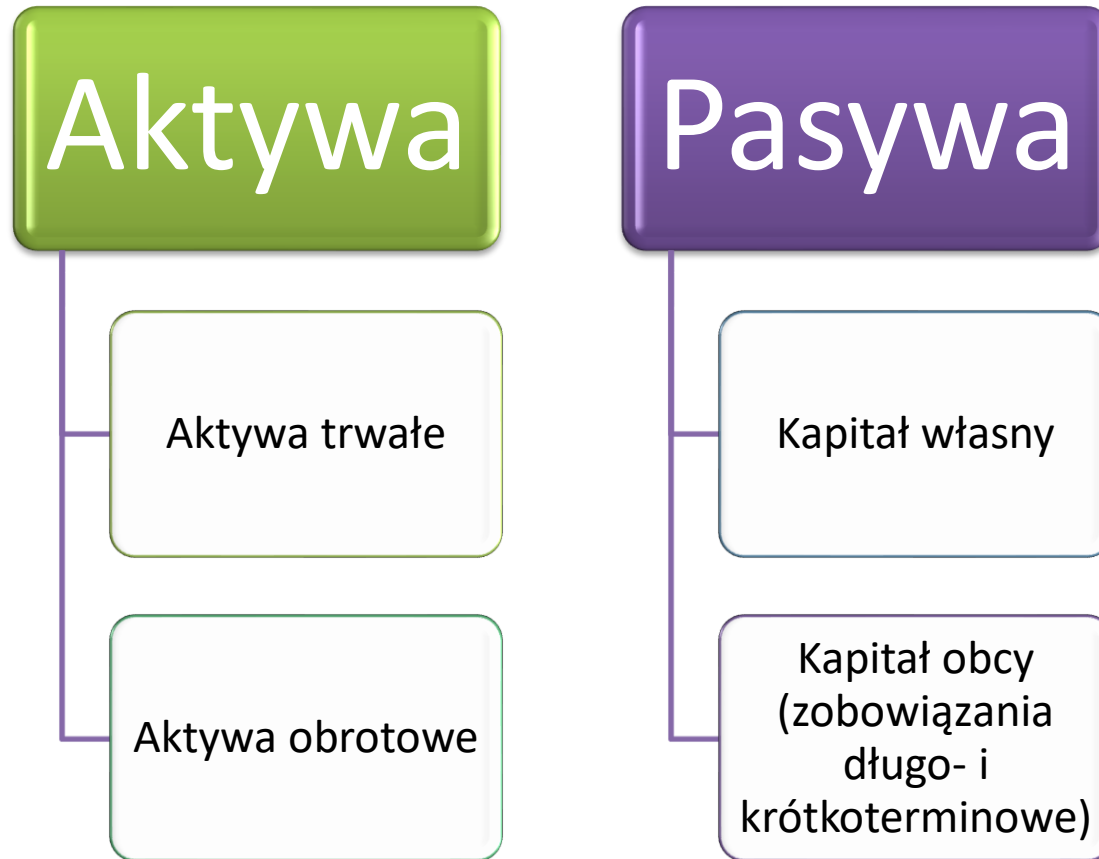 Aktywa
Aktywa trwałe
Aktywa obrotowe
Pasywa
Kapitał własny
Kapitał obcy
(zobowiązania
długo- i
krótkoterminowe)